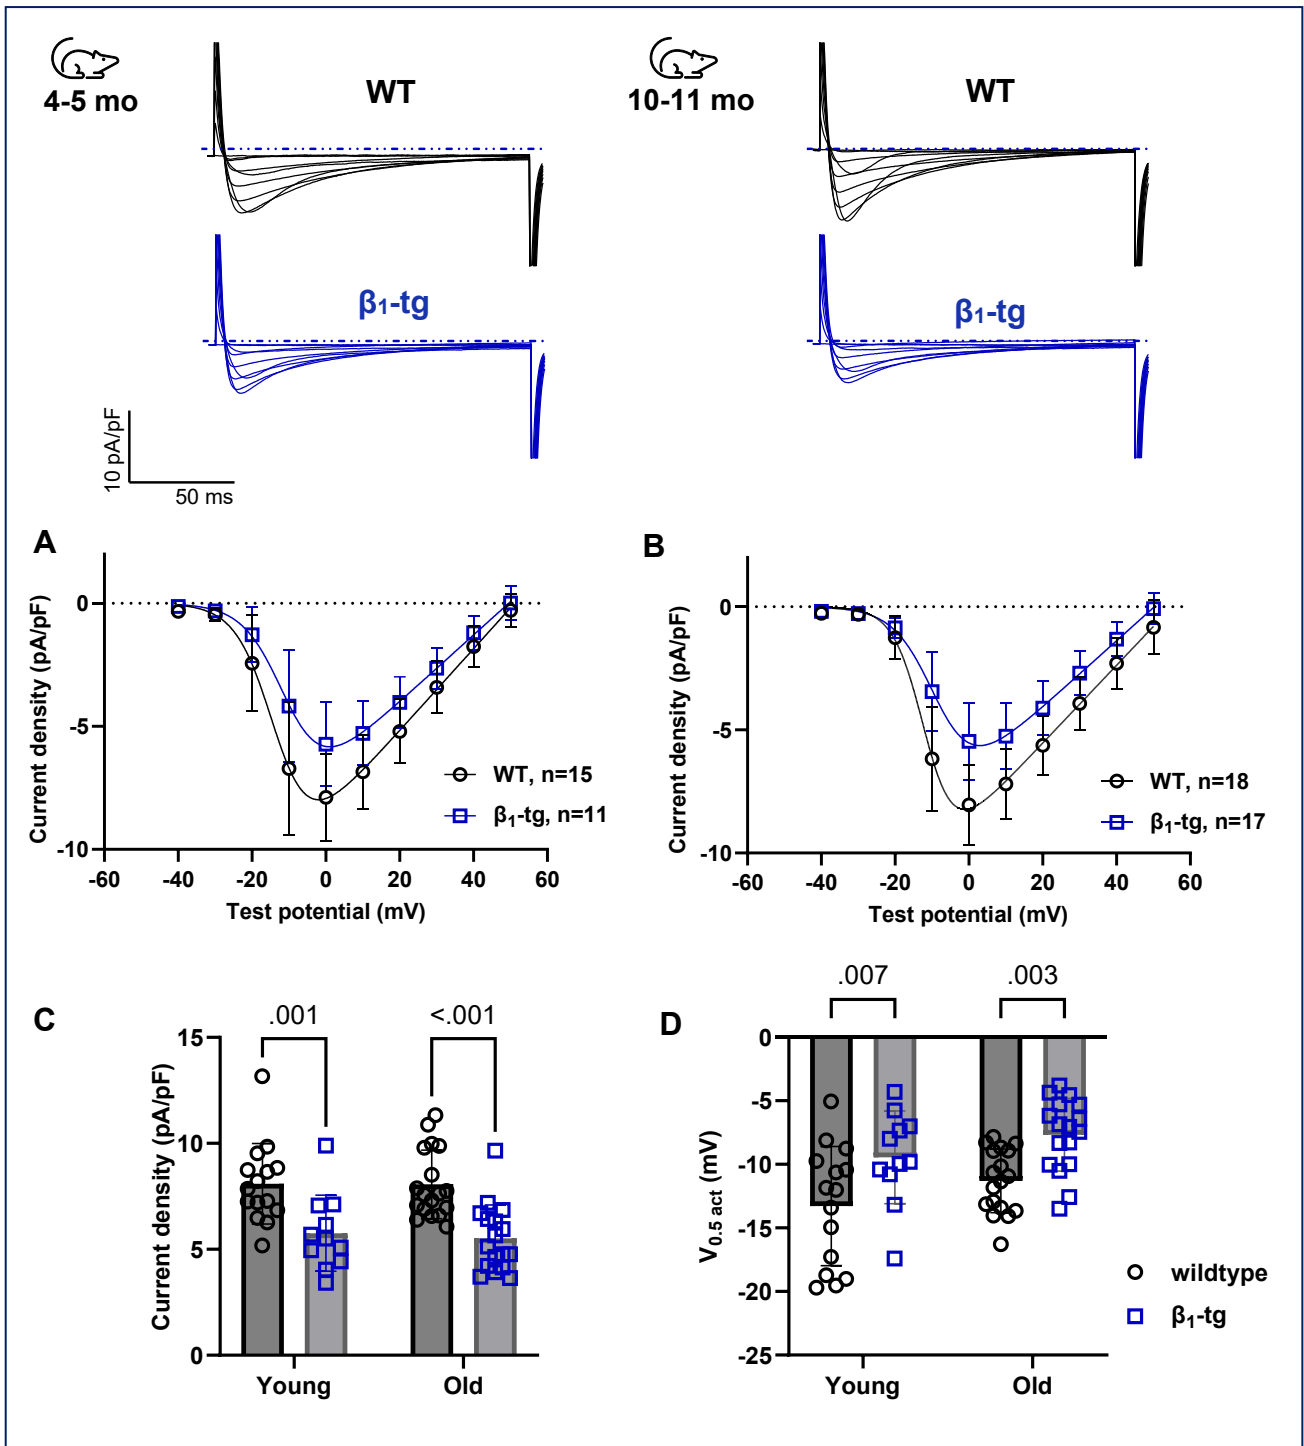 4-5 mo
WT
10-11 mo
WT
β1-tg
β1-tg
10 pA/pF
50 ms
A
Current density (pA/pF)
0
-5
-10
-60
-40
-20
0
20
40
60
Test potential (mV)
WT, n=15
β1-tg, n=11
B
Current density (pA/pF)
0
-5
-10
-60
-40
-20
0
20
40
60
Test potential (mV)
WT, n=18
β1-tg, n=17
C
Current density (pA/pF)
15
10
5
0
.001
<.001
Young
Old
D
V0.5 act (mV)
0
-5
-10
-15
-20
-25
.007
.003
Young
Old
wildtype
β1-tg